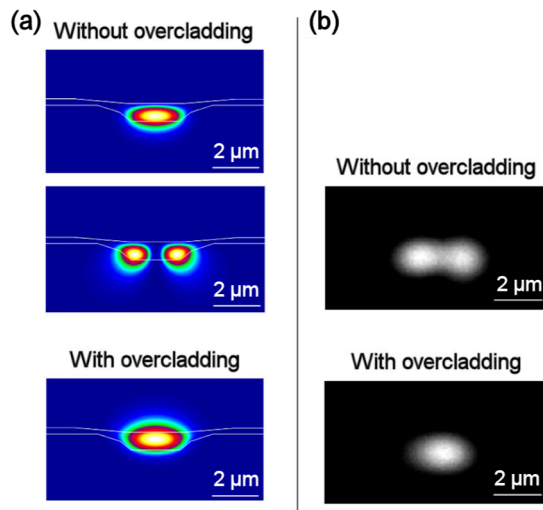 (a)
Without overcladding
2 µm
2 µm
With overcladding
2 µm
(b)
Without overcladding
2 µm
With overcladding
2 µm